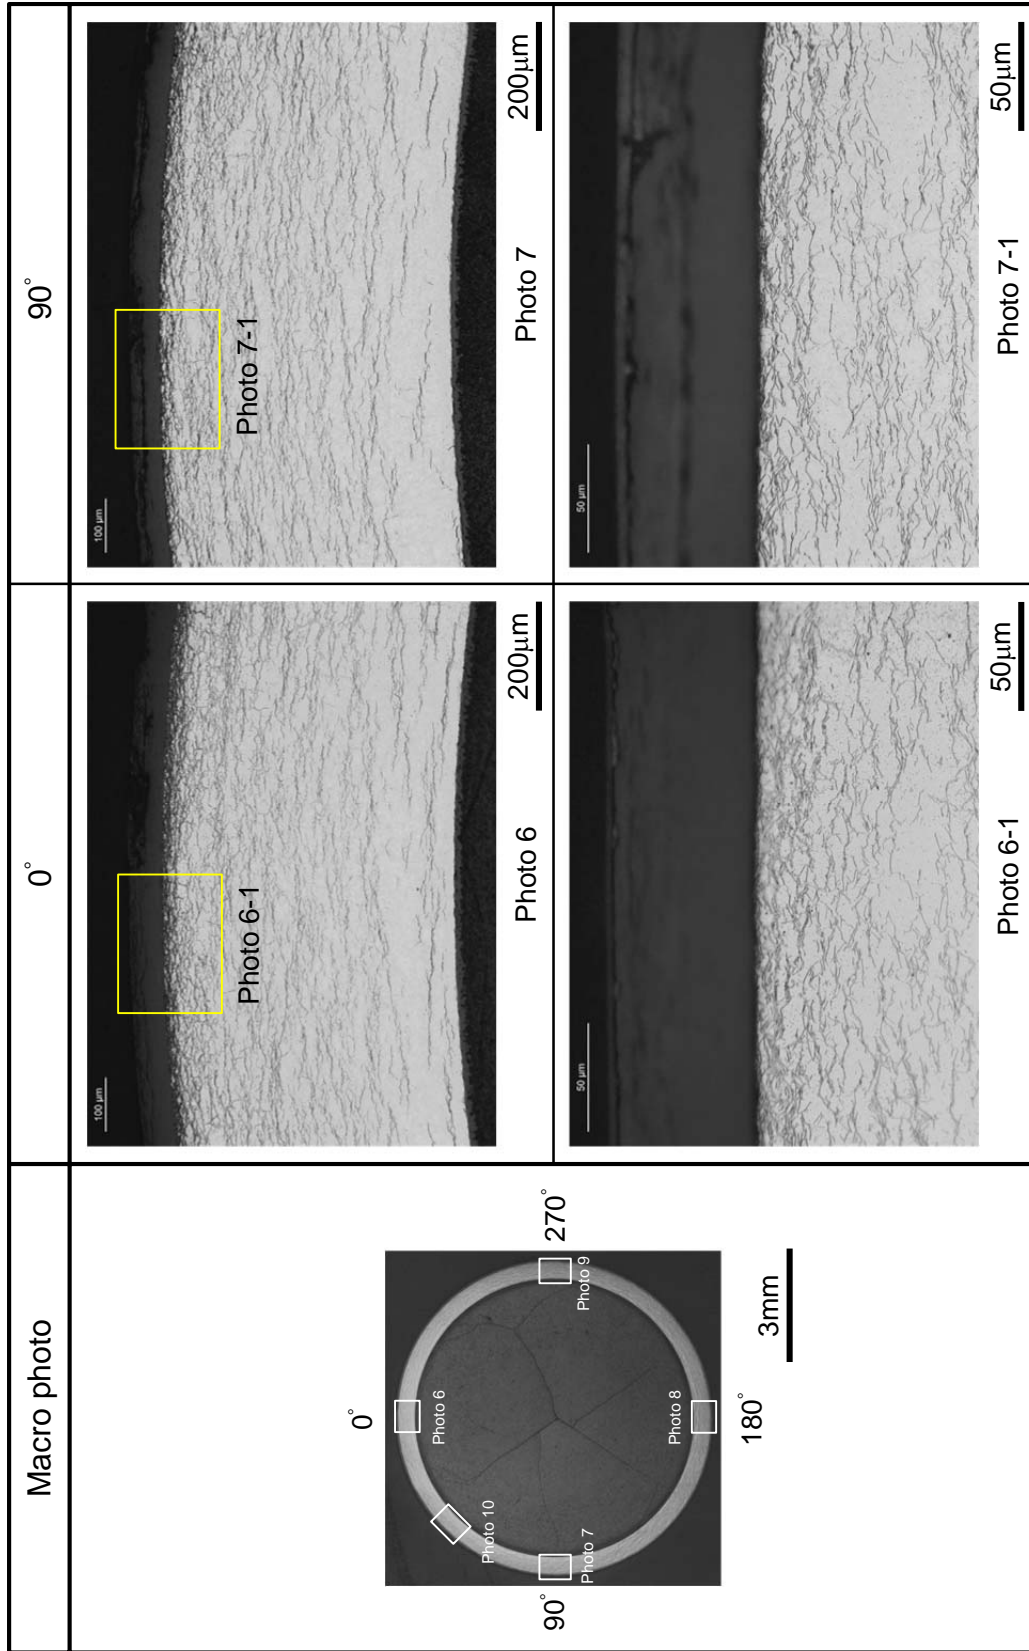 Macro photo
0°
90°
0°
90°
180°
270°
Photo 6
Photo 7
Photo 8
Photo 9
Photo 10
3mm
100 µm
Photo 6-1
Photo 6
200µm
100 µm
Photo 7-1
Photo 7
200µm
50 µm
Photo 6-1
50µm
50 µm
Photo 7-1
50µm